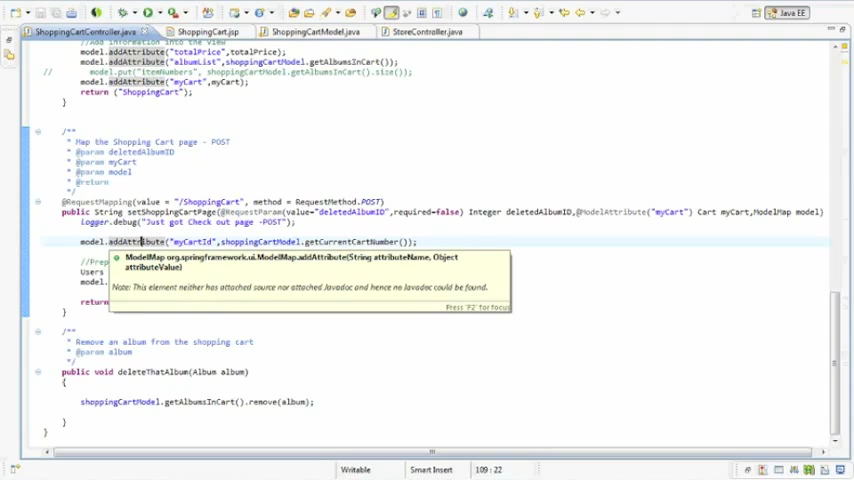 Java EE
ShoppingCartController.java
ShoppingCart.jsp
ShoppingCartModel.java
StoreController.java
//Add information into the view
model.addAttribute("totalPrice",totalPrice);
model.addAttribute("albumList",shoppingCartModel.getAlbumsInCart());
// model.put("itemNumbers", shoppingCartModel.getAlbumsInCart().size());
model.addAttribute("myCart",myCart);
return ("ShoppingCart");
}
/**
* Map the Shopping Cart page - POST
* @param deletedAlbumID
* @param myCart
* @param model
* @return
*/
@RequestMapping(value = "/ShoppingCart", method = RequestMethod.POST)
public String setShoppingCartPage(@RequestParam(value="deletedAlbumID",required=false) Integer deletedAlbumID,@ModelAttribute("myCart") Cart myCart,ModelMap model)
Logger.debug("Just got Check out page -POST");
model.addAttribute("myCartId",shoppingCartModel.getCurrentCartNumber());
ModelMap org.springframework.ui.ModelMap.addAttribute(String attributeName, Object
attributeValue)
Note: This element neither has attached source nor attached Javadoc and hence no Javadoc could be found.
Press 'F2' for focus
//Prep
Users
model.
return
}
/**
* Remove an album from the shopping cart
* @param album
*/
public void deleteThatAlbum(Album album)
{
shoppingCartModel.getAlbumsInCart().remove(album);
}
}
Writable
Smart Insert
109 : 22